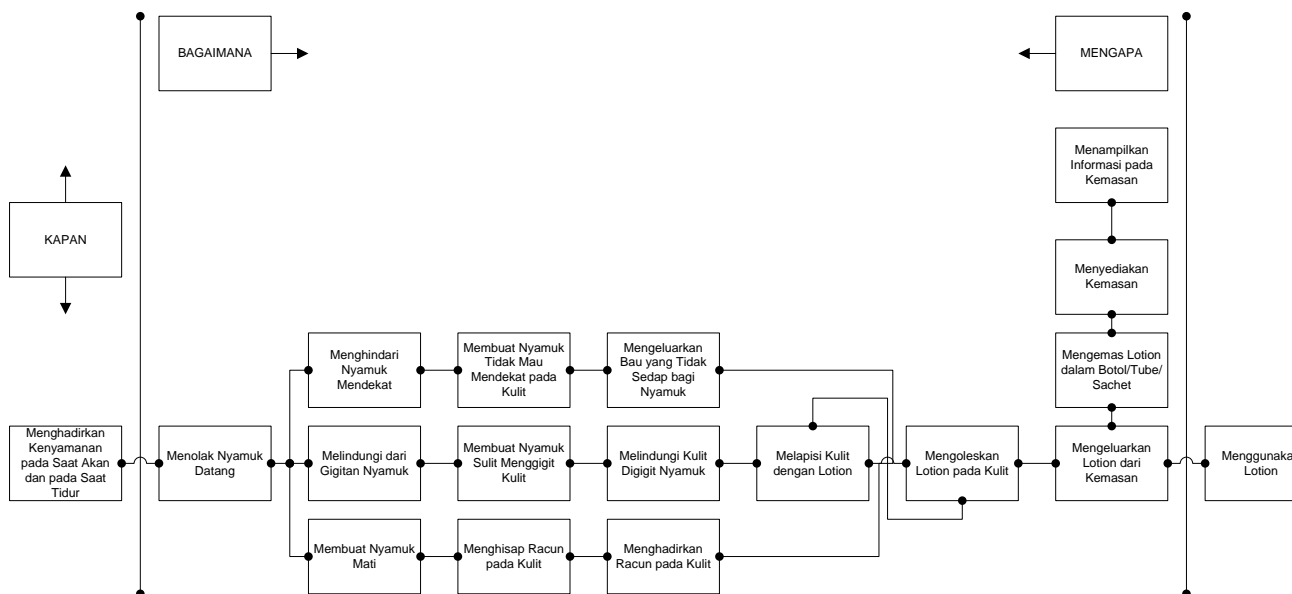 BAGAIMANA
MENGAPA
Menampilkan
Informasi pada
Kemasan
KAPAN
Menyediakan
Kemasan
Menghindari
Nyamuk
Mendekat
Membuat Nyamuk
Tidak Mau
Mendekat pada
Kulit
Mengeluarkan
Bau yang Tidak
Sedap bagi
Nyamuk
Mengemas Lotion
dalam Botol/Tube/
Sachet
Menghadirkan
Kenyamanan
pada Saat Akan
dan pada Saat
Tidur
Menolak Nyamuk
Datang
Melindungi dari
Gigitan Nyamuk
Membuat Nyamuk
Sulit Menggigit
Kulit
Melindungi Kulit
Digigit Nyamuk
Melapisi Kulit
dengan Lotion
Mengoleskan
Lotion pada Kulit
Mengeluarkan
Lotion dari
Kemasan
Menggunaka
Lotion
Membuat Nyamuk
Mati
Menghisap Racun
pada Kulit
Menghadirkan
Racun pada Kulit